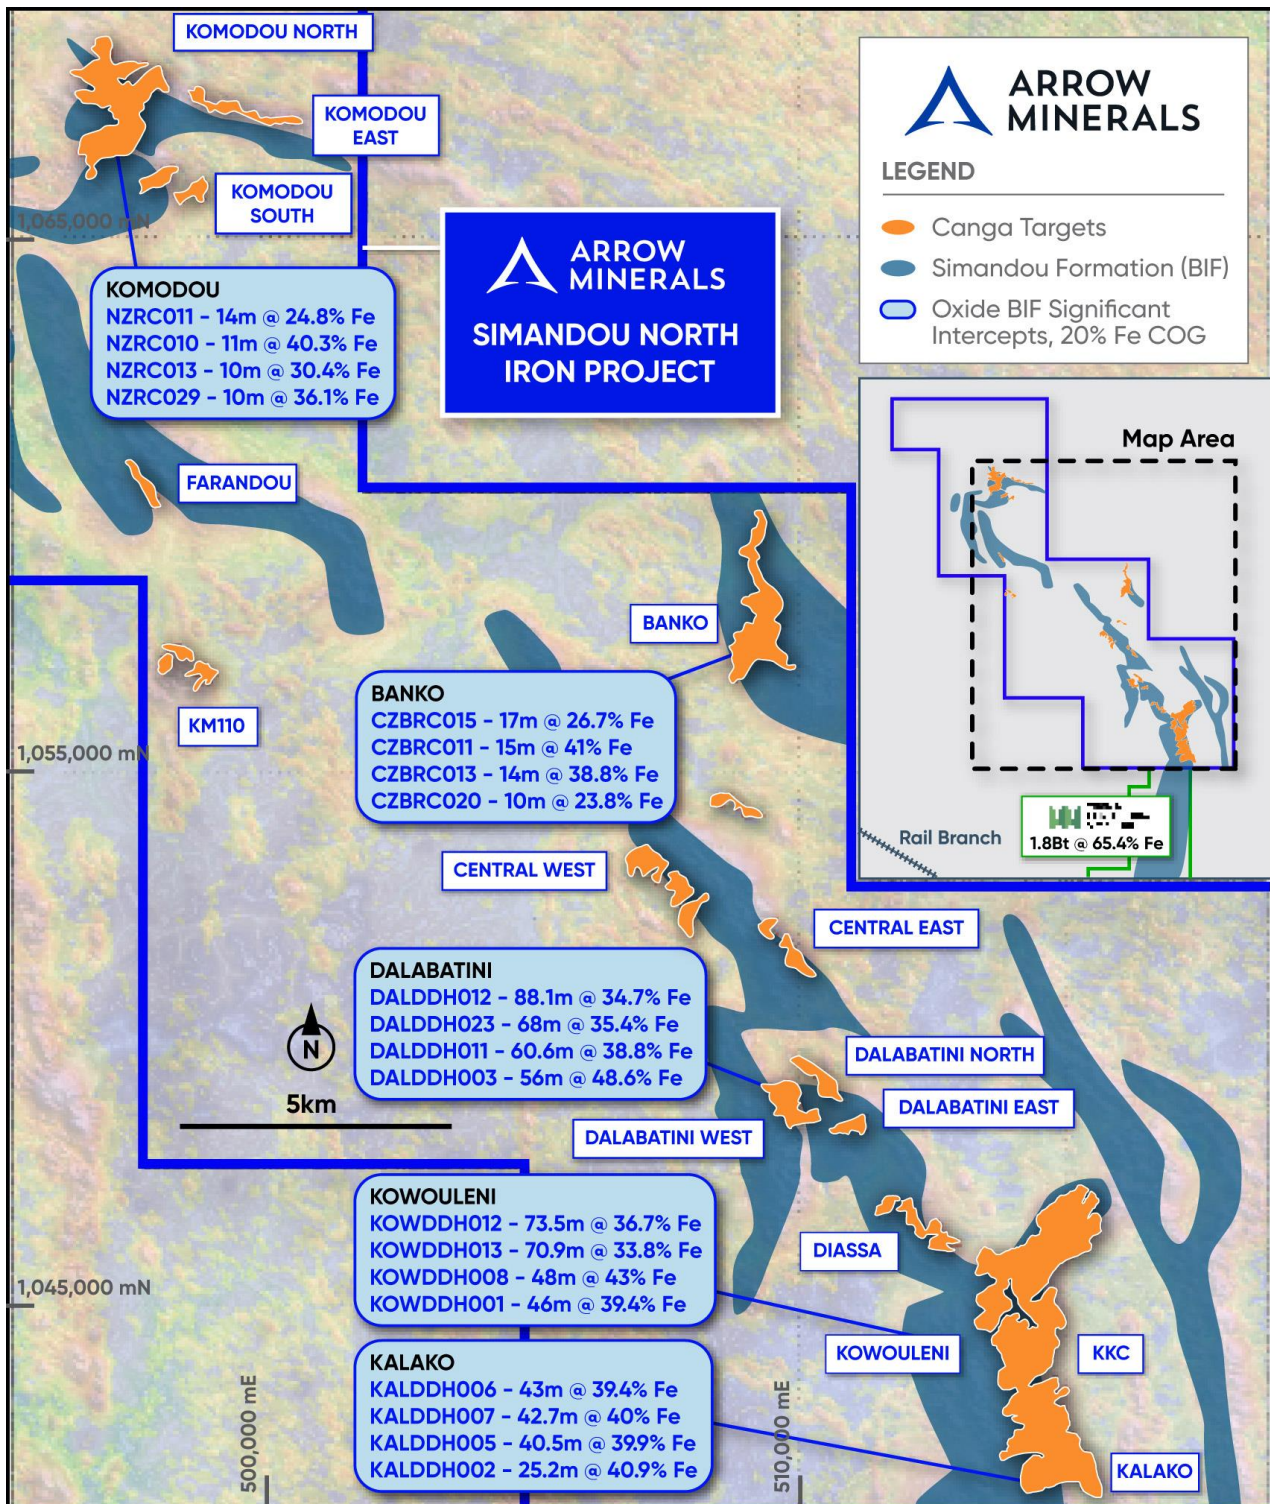 KOMODOU NORTH
KOMODOU
EAST
KOMODOU
SOUTH
1,065,000 mN
ARROW
MINERALS
LEGEND
Canga Targets
Simandou Formation (BIF)
Oxide BIF Significant
Intercepts, 20% Fe COG
ARROW
MINERALS
SIMANDOU NORTH
IRON PROJECT
KOMODOU
NZRC011 - 14m @ 24.8% Fe
NZRC010 - 11m @ 40.3% Fe
NZRC013 - 10m @ 30.4% Fe
NZRC029 - 10m @ 36.1% Fe
Map Area
FARANDOU
BANKO
KM110
1,055,000 mN
BANKO
CZBRC015 - 17m @ 26.7% Fe
CZBRC011 - 15m @ 41% Fe
CZBRC013 - 14m @ 38.8% Fe
CZBRC020 - 10m @ 23.8% Fe
Rail Branch
1.8Bt @ 65.4% Fe
CENTRAL WEST
CENTRAL EAST
DALABATINI
DALDDH012 - 88.1m @ 34.7% Fe
DALDDH023 - 68m @ 35.4% Fe
DALDDH011 - 60.6m @ 38.8% Fe
DALDDH003 - 56m @ 48.6% Fe
N
5km
DALABATINI NORTH
DALABATINI EAST
DALABATINI WEST
KOWOULENI
KOWDDH012 - 73.5m @ 36.7% Fe
KOWDDH013 - 70.9m @ 33.8% Fe
KOWDDH008 - 48m @ 43% Fe
KOWDDH001 - 46m @ 39.4% Fe
DIASSA
1,045,000 mN
KOWOULENI
KKC
KALAKO
KALDDH006 - 43m @ 39.4% Fe
KALDDH007 - 42.7m @ 40% Fe
KALDDH005 - 40.5m @ 39.9% Fe
KALDDH002 - 25.2m @ 40.9% Fe
500,000 mE
510,000 mE
KALAKO